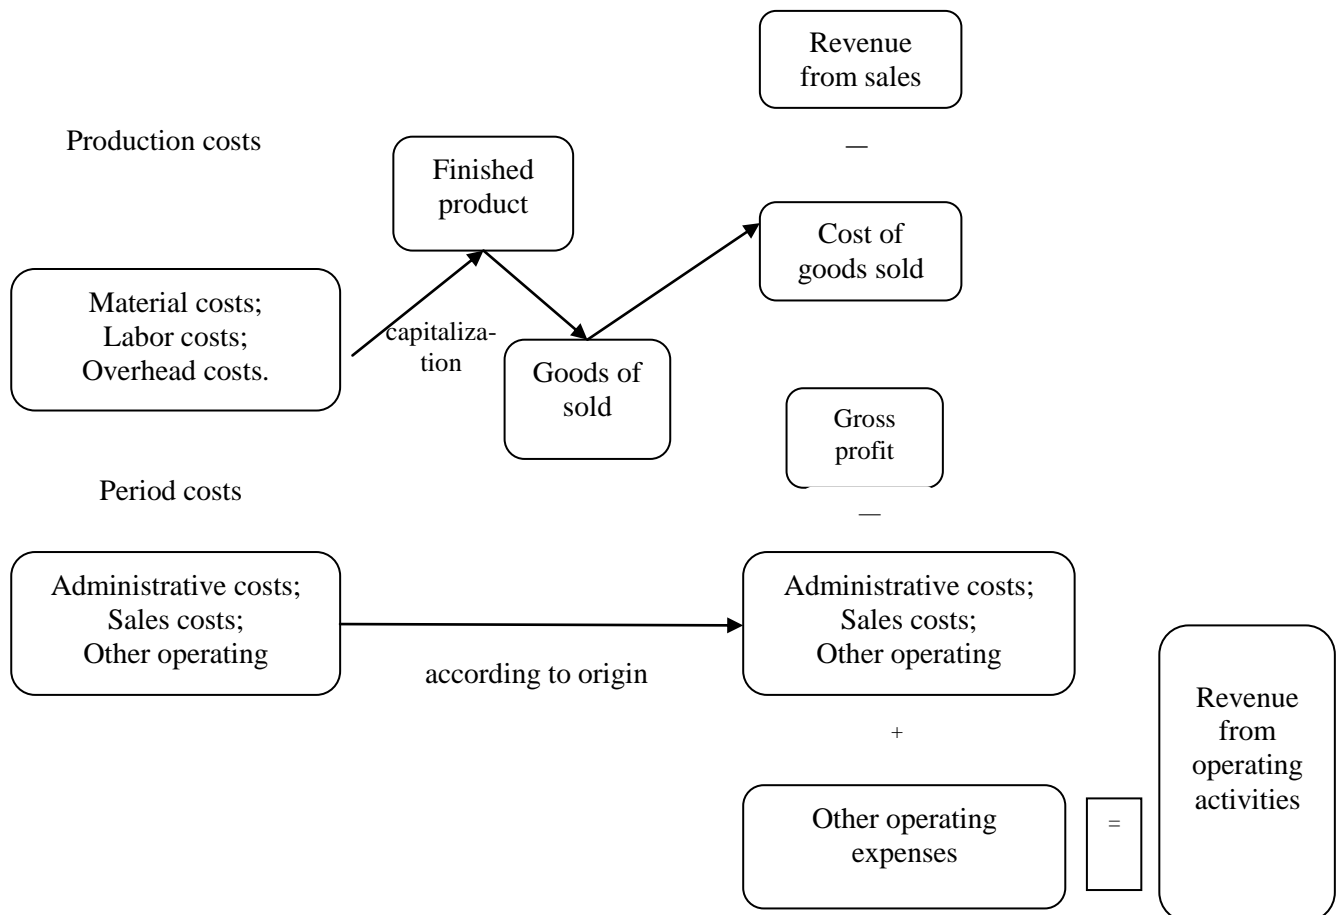 Revenue
from sales
Production costs
—
Finished
product
Cost of
goods sold
Material costs;
Labor costs;
Overhead costs.
capitaliza-
tion
Goods of
sold
Gross
profit
Period costs
—
Administrative costs;
Sales costs;
Other operating
according to origin
Administrative costs;
Sales costs;
Other operating
+
Other operating
expenses
=
Revenue
from
operating
activities